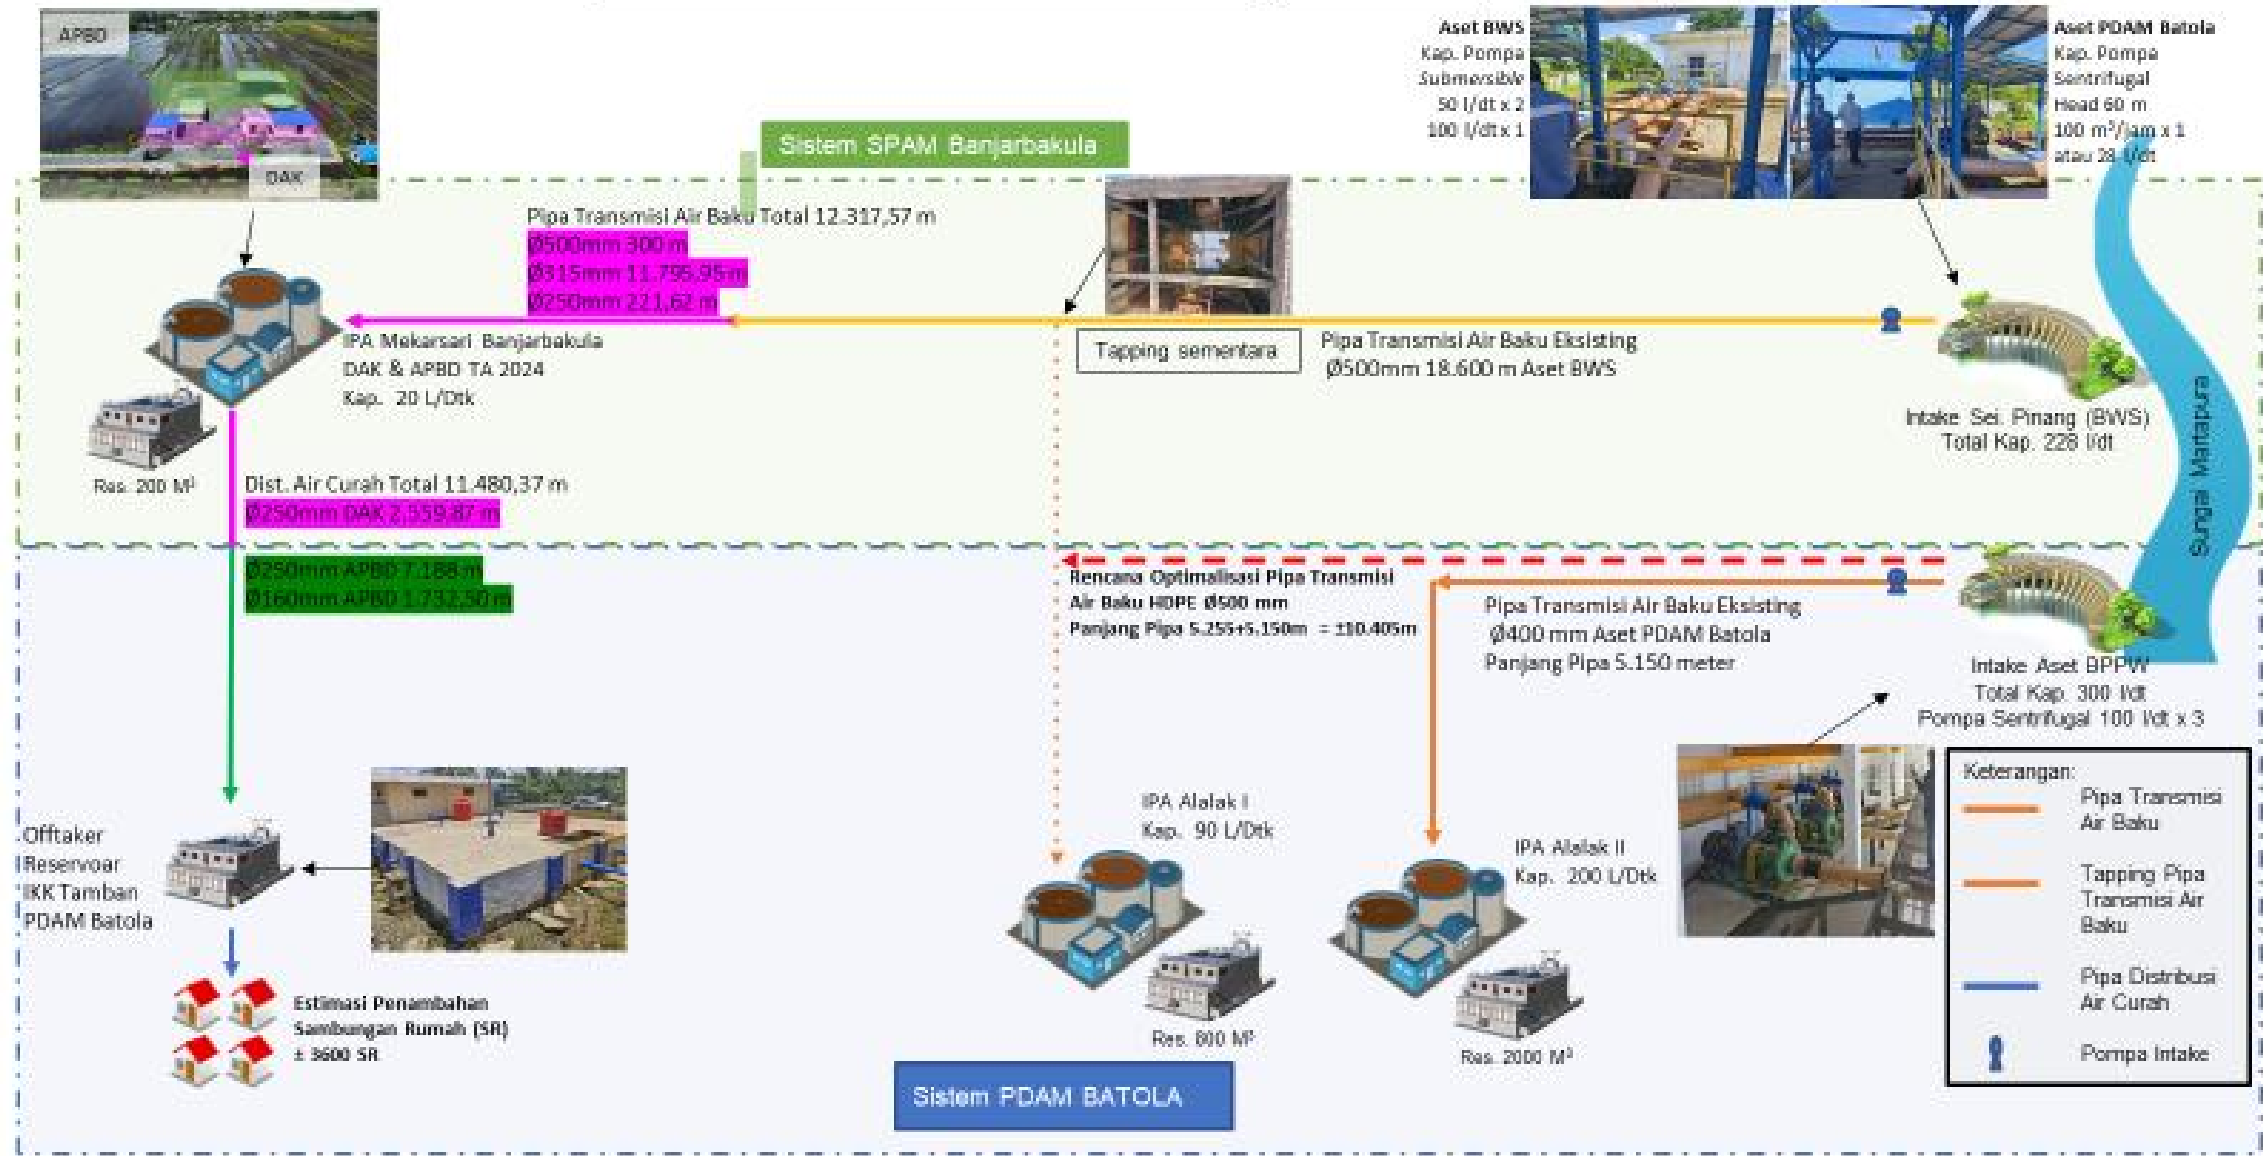 APBD
DAK
Aset BWS
Kap. Pompa
Submersible
50 l/dt x 2
100 l/dt x 1
Aset PDAM Batola
Kap. Pompa
Sentrifugal
Head 60 m
100 m³/jam x 1
atau 28 l/dt
Sistem SPAM Banjarbakula
Pipa Transmisi Air Baku Total 12.317,57 m
Ø500mm 300 m
Ø315mm 11.795,95 m
Ø250mm 221,62 m
IPA Mekarsari Banjarbakula
DAK & APBD TA 2024
Kap. 20 L/Dtk
Tapping sementara
Pipa Transmisi Air Baku Eksisting
Ø500mm 18.600 m Aset BWS
Intake Sei. Pinang (BWS)
Total Kap. 228 l/dt
Sungai Martapura
Res. 200 M³
Dist. Air Curah Total 11.480,37 m
Ø250mm DAK 2.559,87 m
Ø250mm APBD 7.188 m
Ø160mm APBD 1.732,50 m
Rencana Optimalisasi Pipa Transmisi
Air Baku HDPE Ø500 mm
Panjang Pipa 5.255+5.150m = ±10.405m
Pipa Transmisi Air Baku Eksisting
Ø400 mm Aset PDAM Batola
Panjang Pipa 5.150 meter
Intake Aset BPPW
Total Kap. 300 l/dt
Pompa Sentrifugal 100 l/dt x 3
IPA Alalak I
Kap. 90 L/Dtk
IPA Alalak II
Kap. 200 L/Dtk
Res. 800 M³
Res. 2000 M³
Offtaker
Reservoar
IKK Tamban
PDAM Batola
Estimasi Penambahan
Sambungan Rumah (SR)
± 3600 SR
Sistem PDAM BATOLA
Keterangan:
Pipa Transmisi
Air Baku
Tapping Pipa
Transmisi Air
Baku
Pipa Distribusi
Air Curah
Pompa Intake